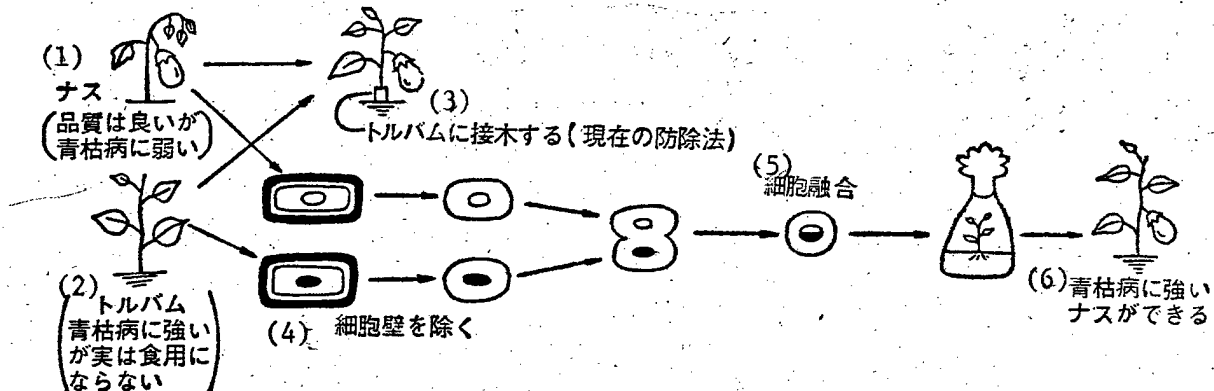 (1)
ナス
(品質は良いが
青枯病に弱い)
(2)
トルバム
(青枯病に強い
が実は食用に
ならない)
(3)
トルバムに接木する(現在の防除法)
(4) 細胞壁を除く
(5)
細胞融合
(6) 青枯病に強い
ナスができる